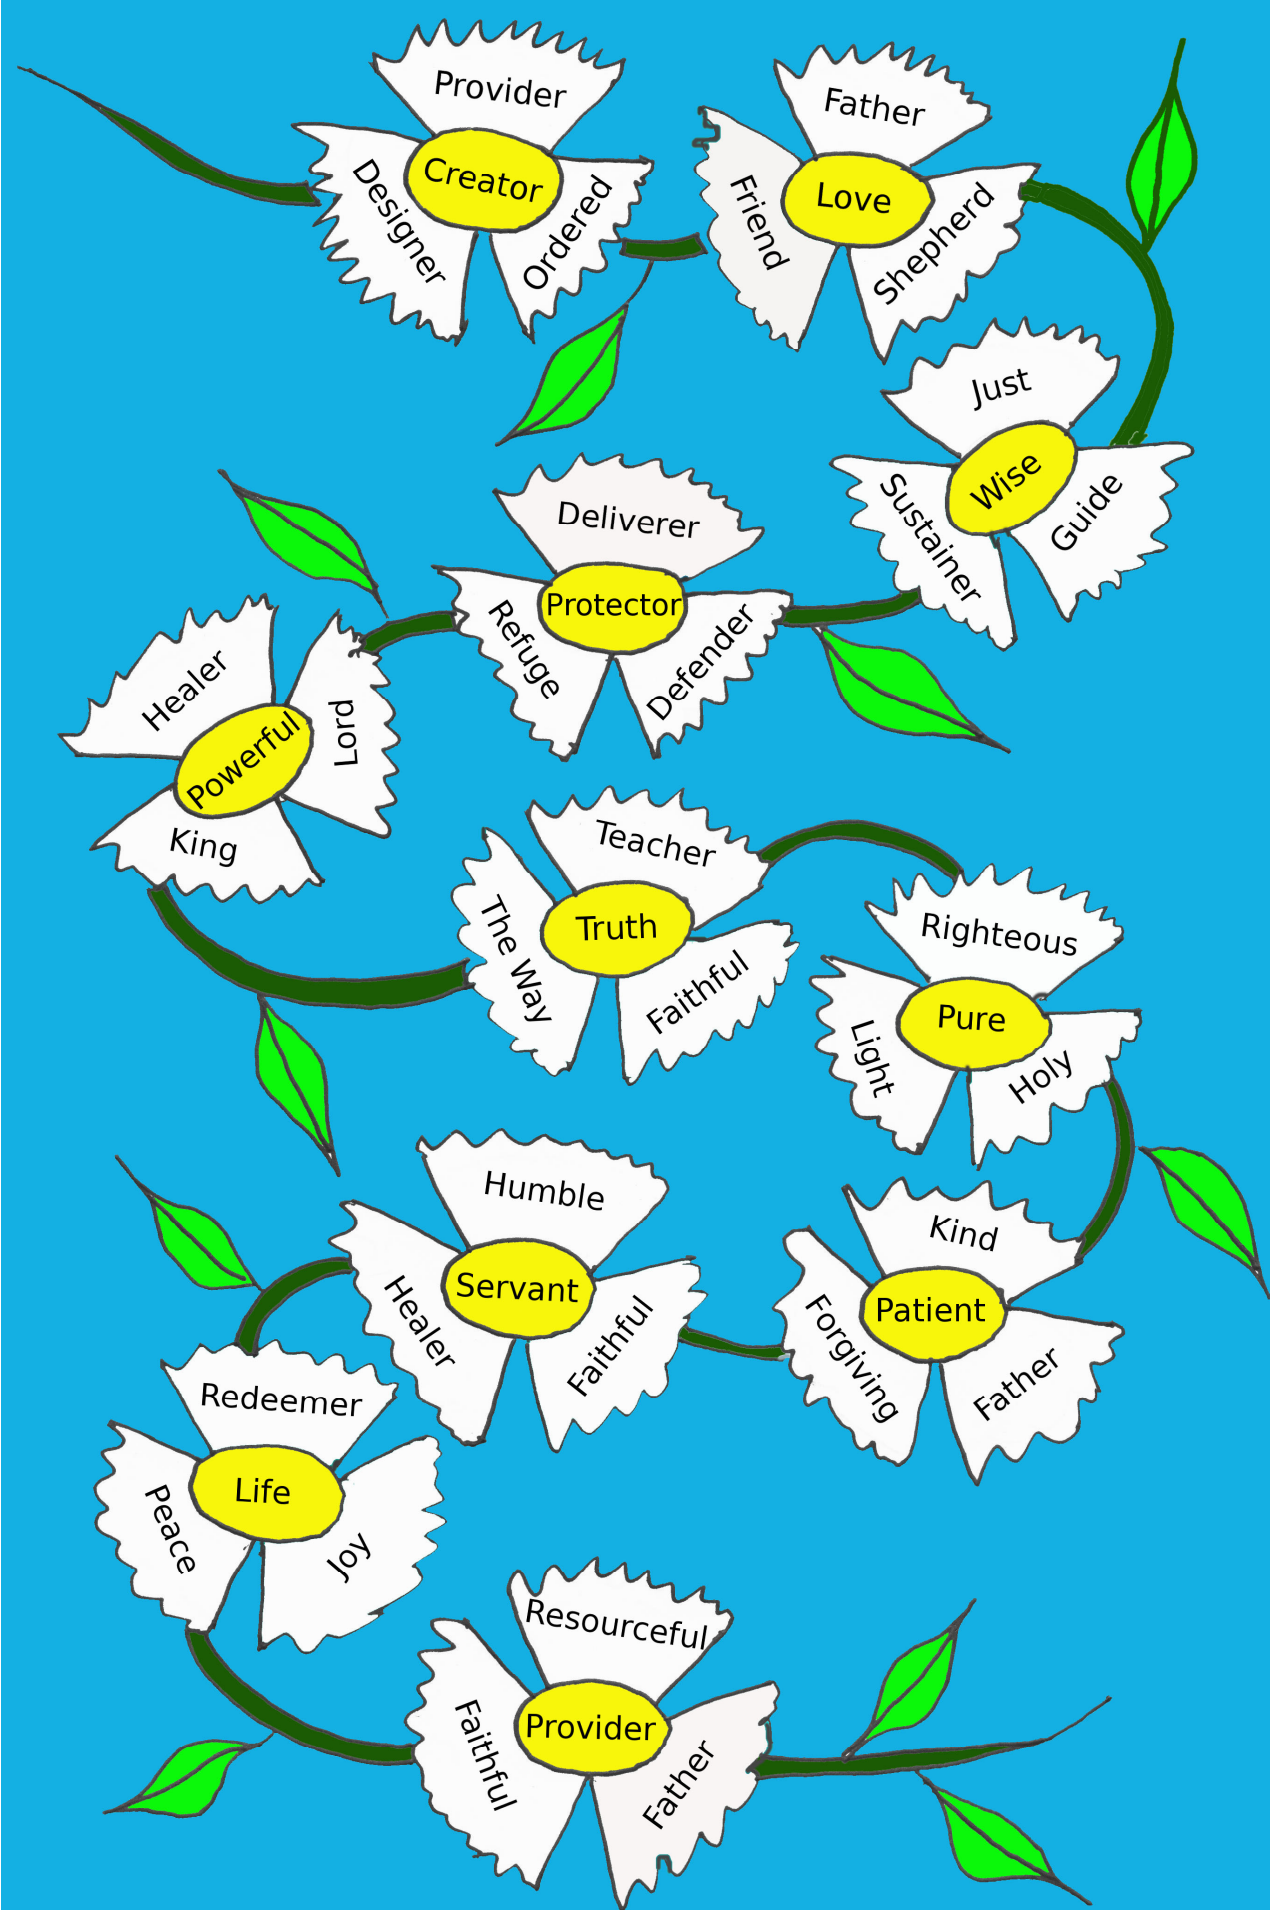 Provider
Designer
Creator
Ordered
Father
Friend
Love
Shepherd
Just
Sustainer
Wise
Guide
Deliverer
Refuge
Protector
Defender
Healer
Powerful
Lord
King
Teacher
The Way
Truth
Faithful
Righteous
Light
Pure
Holy
Kind
Forgiving
Patient
Father
Humble
Healer
Servant
Faithful
Redeemer
Peace
Life
Joy
Resourceful
Faithful
Provider
Father